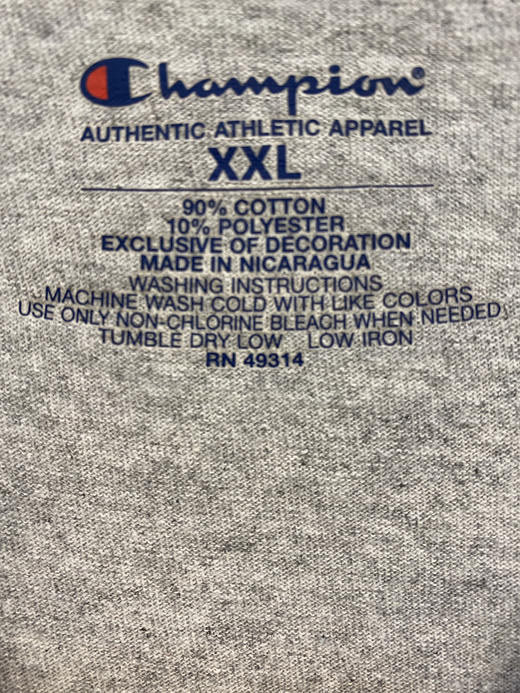 Champion®
AUTHENTIC ATHLETIC APPAREL
XXL
90% COTTON
10% POLYESTER
EXCLUSIVE OF DECORATION
MADE IN NICARAGUA
WASHING INSTRUCTIONS
MACHINE WASH COLD WITH LIKE COLORS
USE ONLY NON-CHLORINE BLEACH WHEN NEEDED
TUMBLE DRY LOW LOW IRON
RN 49314